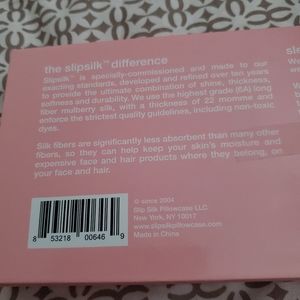 the slipsilk™ difference
Slipsilk™ is specially-commissioned and made to our
exacting standards, developed and refined over ten years
to provide the ultimate combination of shine, thickness,
softness and durability. We use the highest grade (6A) long
fiber mulberry silk, with a thickness of 22 momme and
enforce the strictest quality guidelines, including non-toxic
dyes.
Silk fibers are significantly less absorbent than many other
fibers, so they can help keep your skin's moisture and
expensive face and hair products where they belong, on
your face and hair.
© since 2004
Slip Silk Pillowcase LLC.
New York, NY 10017
www.slipsilkpillowcase.com
Made in China
8 53218 00646 9